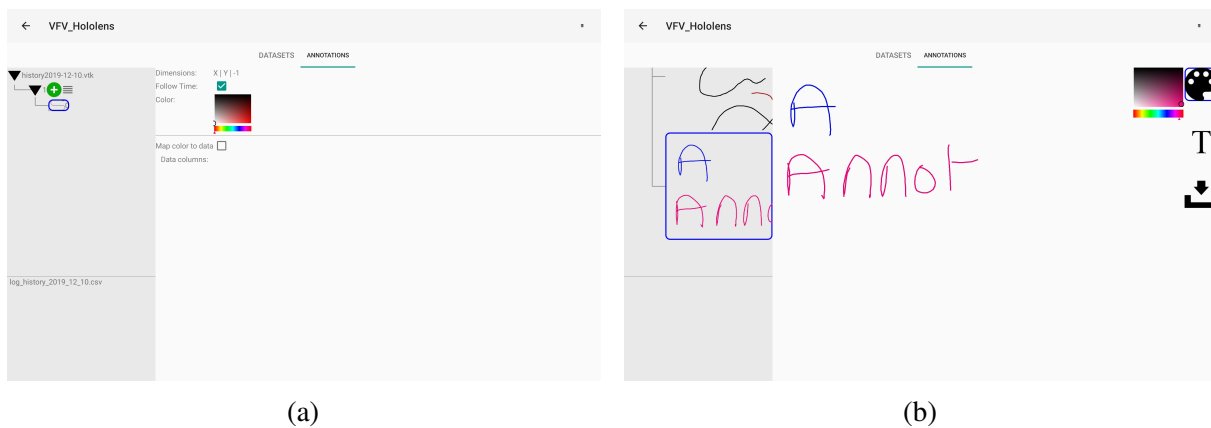 VFV_Hololens
DATASETS ANNOTATIONS
history2019-12-10.vtk
Dimensions: X | Y | -1
Follow Time:
Color:
Map color to data
Data columns:
log_history_2019_12_10.csv
(a)
VFV_Hololens
DATASETS ANNOTATIONS
A
Anno
A
Annot
T
(b)